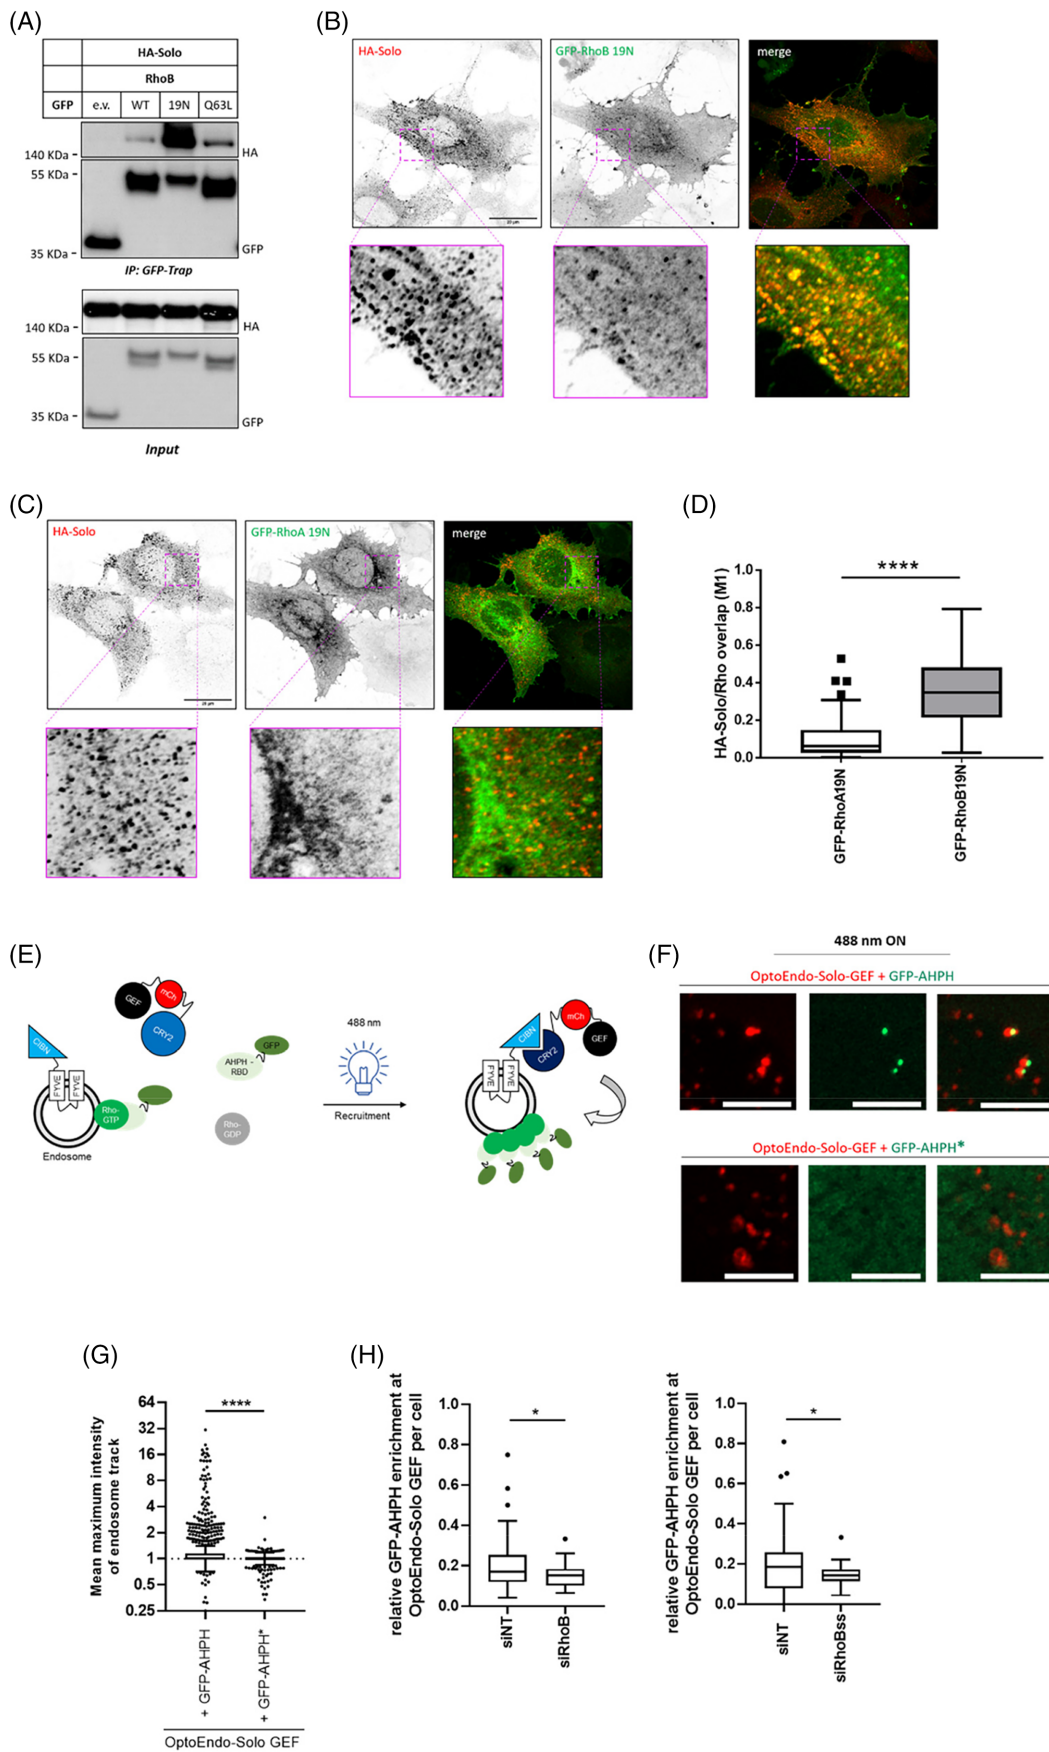 (A)
HA-Solo
RhoB
GFP e.v. WT 19N Q63L
HA
140 KDa
55 KDa
GFP
35 KDa
IP: GFP-Trap
140 KDa
HA
55 KDa
35 KDa
GFP
Input
(B)
HA-Solo
GFP-RhoB 19N
merge
(C)
HA-Solo
GFP-RhoA 19N
merge
(D)
HA-Solo/Rho overlap (M1)
1.0
0.8
0.6
0.4
0.2
0.0
****
GFP-RhoA19N
GFP-RhoB19N
(E)
GEF
mCh
CRY2
CIBN
FYVE
FYVE
Rho-
GTP
Endosome
AHPH -
RBD
GFP
Rho-
GDP
488 nm
Recruitment
CIBN
CRY2
mCh
GEF
FYVE
FYVE
(F)
488 nm ON
OptoEndo-Solo-GEF + GFP-AHPH
OptoEndo-Solo-GEF + GFP-AHPH*
(G)
Mean maximum intensity
of endosome track
64
32
16
8
4
2
1
0.5
0.25
****
+ GFP-AHPH
+ GFP-AHPH*
OptoEndo-Solo GEF
(H)
relative GFP-AHPH enrichment at
OptoEndo-Solo GEF per cell
1.0
0.8
0.6
0.4
0.2
0.0
*
siNT
siRhoB
relative GFP-AHPH enrichment at
OptoEndo-Solo GEF per cell
1.0
0.8
0.6
0.4
0.2
0.0
*
siNT
siRhoBss